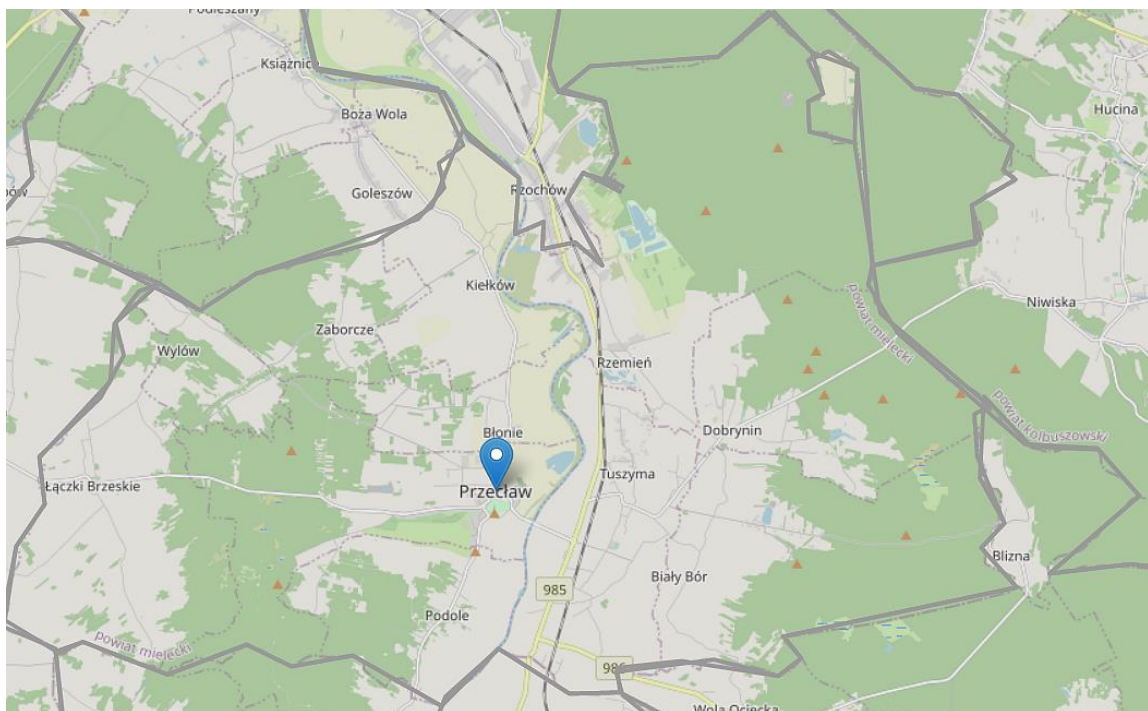 Podleszany
Książnice
Boża Wola
Hucina
Rzochów
Goleszów
Kiełków
Niwiska
powiat mielecki
Zaborcze
Wylów
Rzemień
powiat kolbuszowski
Dobrynin
Błonie
Tuszyma
Łączki Brzeskie
Przecław
Blizna
Biały Bór
985
Podole
powiat mielecki
986
Wola Ociecka